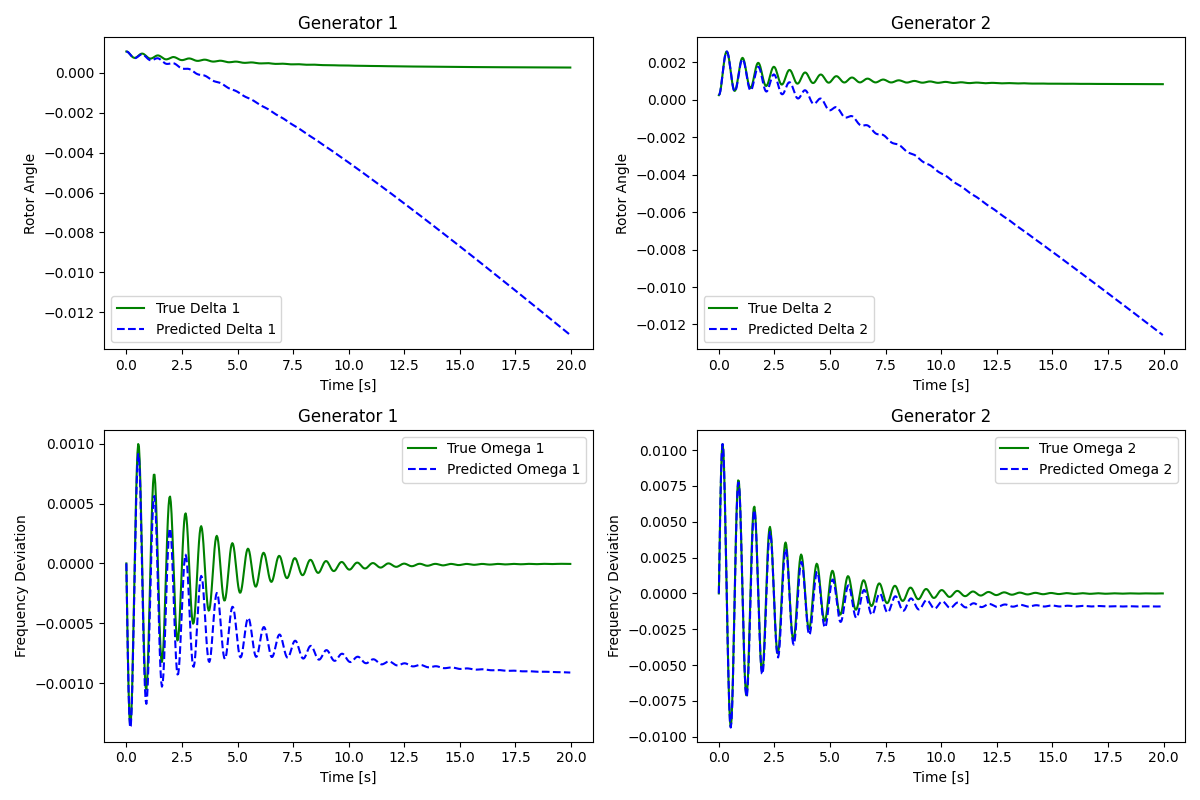 Generator 1
Rotor Angle
0.000
−0.002
−0.004
−0.006
−0.008
−0.010
−0.012
True Delta 1
Predicted Delta 1
0.0 2.5 5.0 7.5 10.0 12.5 15.0 17.5 20.0
Time [s]
Generator 2
Rotor Angle
0.002
0.000
−0.002
−0.004
−0.006
−0.008
−0.010
−0.012
True Delta 2
Predicted Delta 2
0.0 2.5 5.0 7.5 10.0 12.5 15.0 17.5 20.0
Time [s]
Generator 1
Frequency Deviation
0.0010
0.0005
0.0000
−0.0005
−0.0010
True Omega 1
Predicted Omega 1
0.0 2.5 5.0 7.5 10.0 12.5 15.0 17.5 20.0
Time [s]
Generator 2
Frequency Deviation
0.0100
0.0075
0.0050
0.0025
0.0000
−0.0025
−0.0050
−0.0075
−0.0100
True Omega 2
Predicted Omega 2
0.0 2.5 5.0 7.5 10.0 12.5 15.0 17.5 20.0
Time [s]